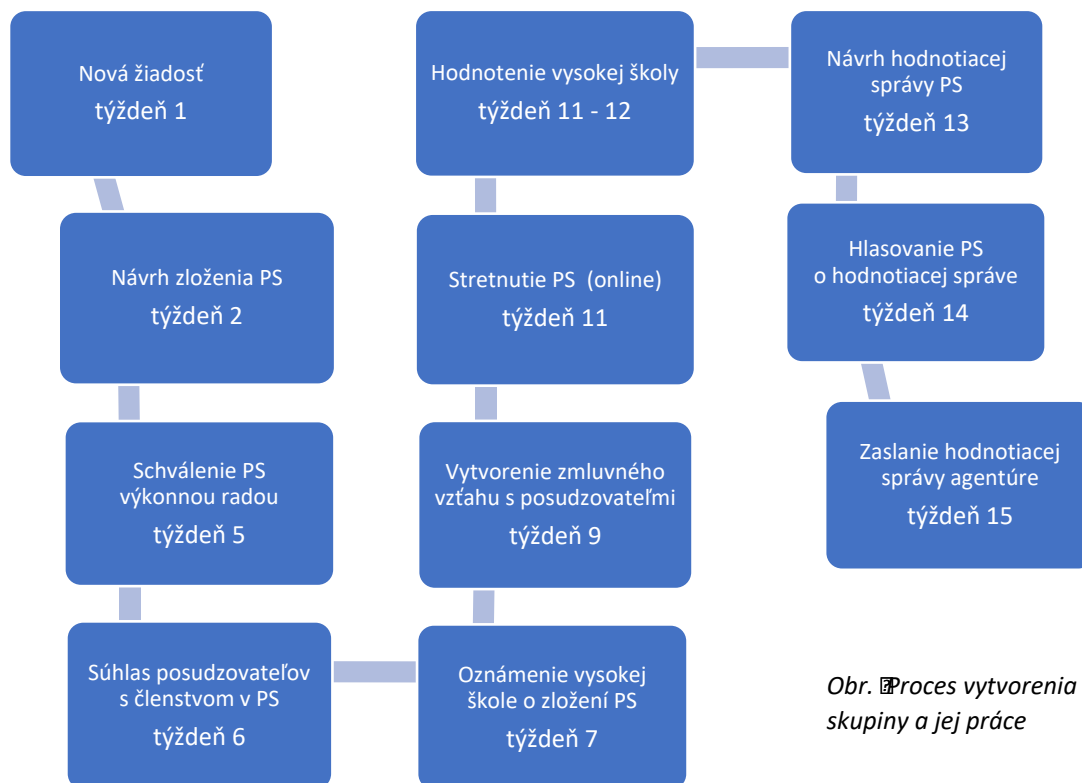 Nová žiadosť
týždeň 1
Návrh zloženia PS
týždeň 2
Schválenie PS
výkonnou radou
týždeň 5
Súhlas posudzovateľov
s členstvom v PS
týždeň 6
Oznámenie vysokej
škole o zložení PS
týždeň 7
Vytvorenie zmluvného
vzťahu s posudzovateľmi
týždeň 9
Stretnutie PS (online)
týždeň 11
Hodnotenie vysokej školy
týždeň 11 - 12
Návrh hodnotiacej
správy PS
týždeň 13
Hlasovanie PS
o hodnotiacej správe
týždeň 14
Zaslanie hodnotiacej
správy agentúre
týždeň 15
Obr. Proces vytvorenia
skupiny a jej práce